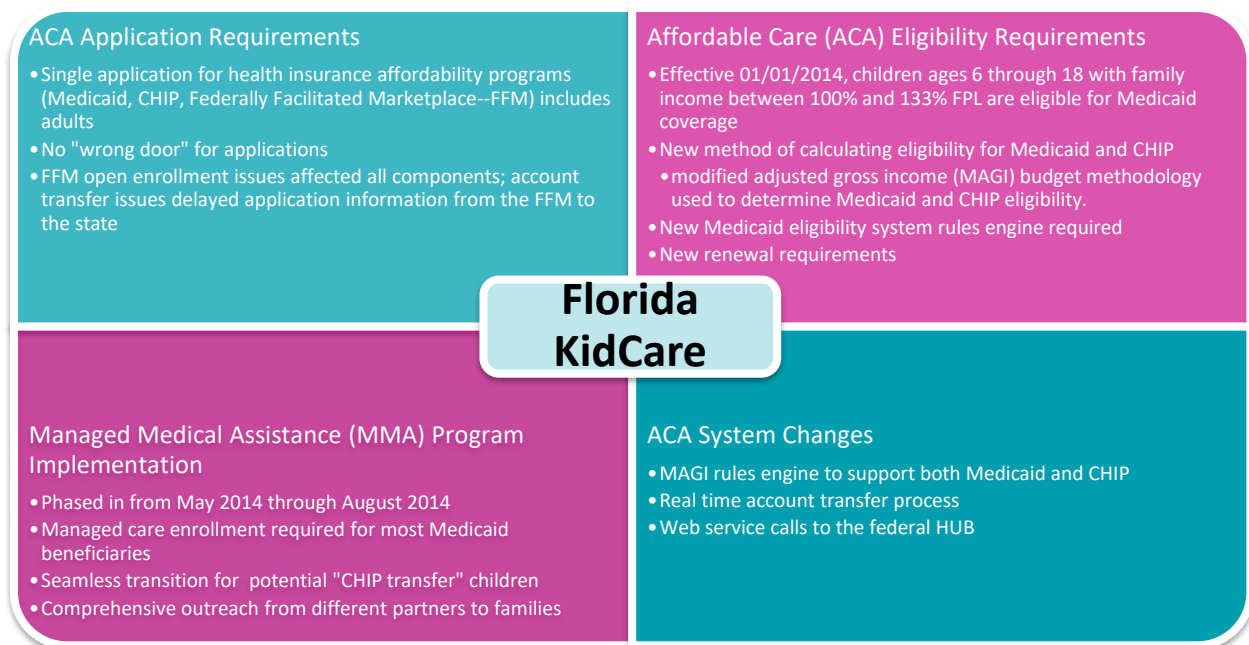 ACA Application Requirements
•Single application for health insurance affordability programs
(Medicaid, CHIP, Federally Facilitated Marketplace--FFM) includes
adults
•No "wrong door" for applications
•FFM open enrollment issues affected all components; account
transfer issues delayed application information from the FFM to
the state
Affordable Care (ACA) Eligibility Requirements
•Effective 01/01/2014, children ages 6 through 18 with family
income between 100% and 133% FPL are eligible for Medicaid
coverage
•New method of calculating eligibility for Medicaid and CHIP
•modified adjusted gross income (MAGI) budget methodology
used to determine Medicaid and CHIP eligibility.
•New Medicaid eligibility system rules engine required
•New renewal requirements
Florida
KidCare
Managed Medical Assistance (MMA) Program
Implementation
•Phased in from May 2014 through August 2014
•Managed care enrollment required for most Medicaid
beneficiaries
•Seamless transition for potential "CHIP transfer" children
•Comprehensive outreach from different partners to families
ACA System Changes
•MAGI rules engine to support both Medicaid and CHIP
•Real time account transfer process
•Web service calls to the federal HUB